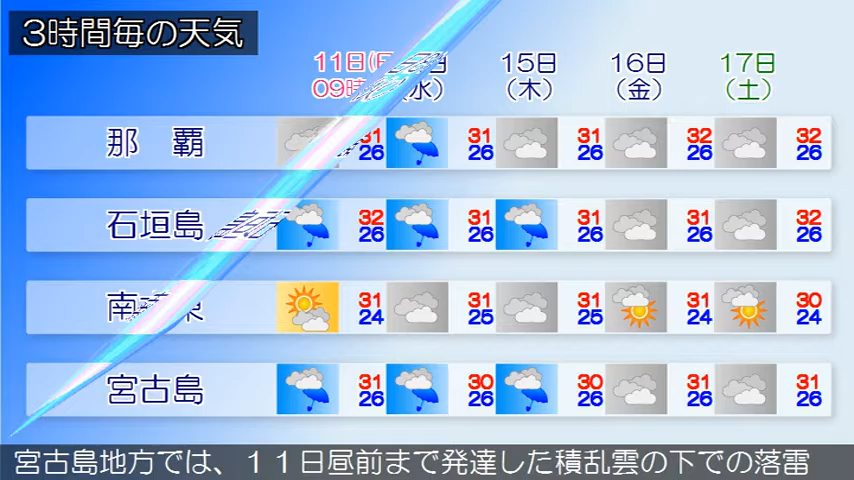 3時間毎の天気
11日 15日 16日 17日
09時 (水) (木) (金) (土)
那覇 31 31 31 32 32
26 26 26 26 26
石垣島 32 31 31 31 32
26 26 26 26 26
南 31 31 31 31 30
24 25 25 24 24
宮古島 31 30 30 31 31
26 26 26 26 26
宮古島地方では、１１日昼前まで発達した積乱雲の下での落雷